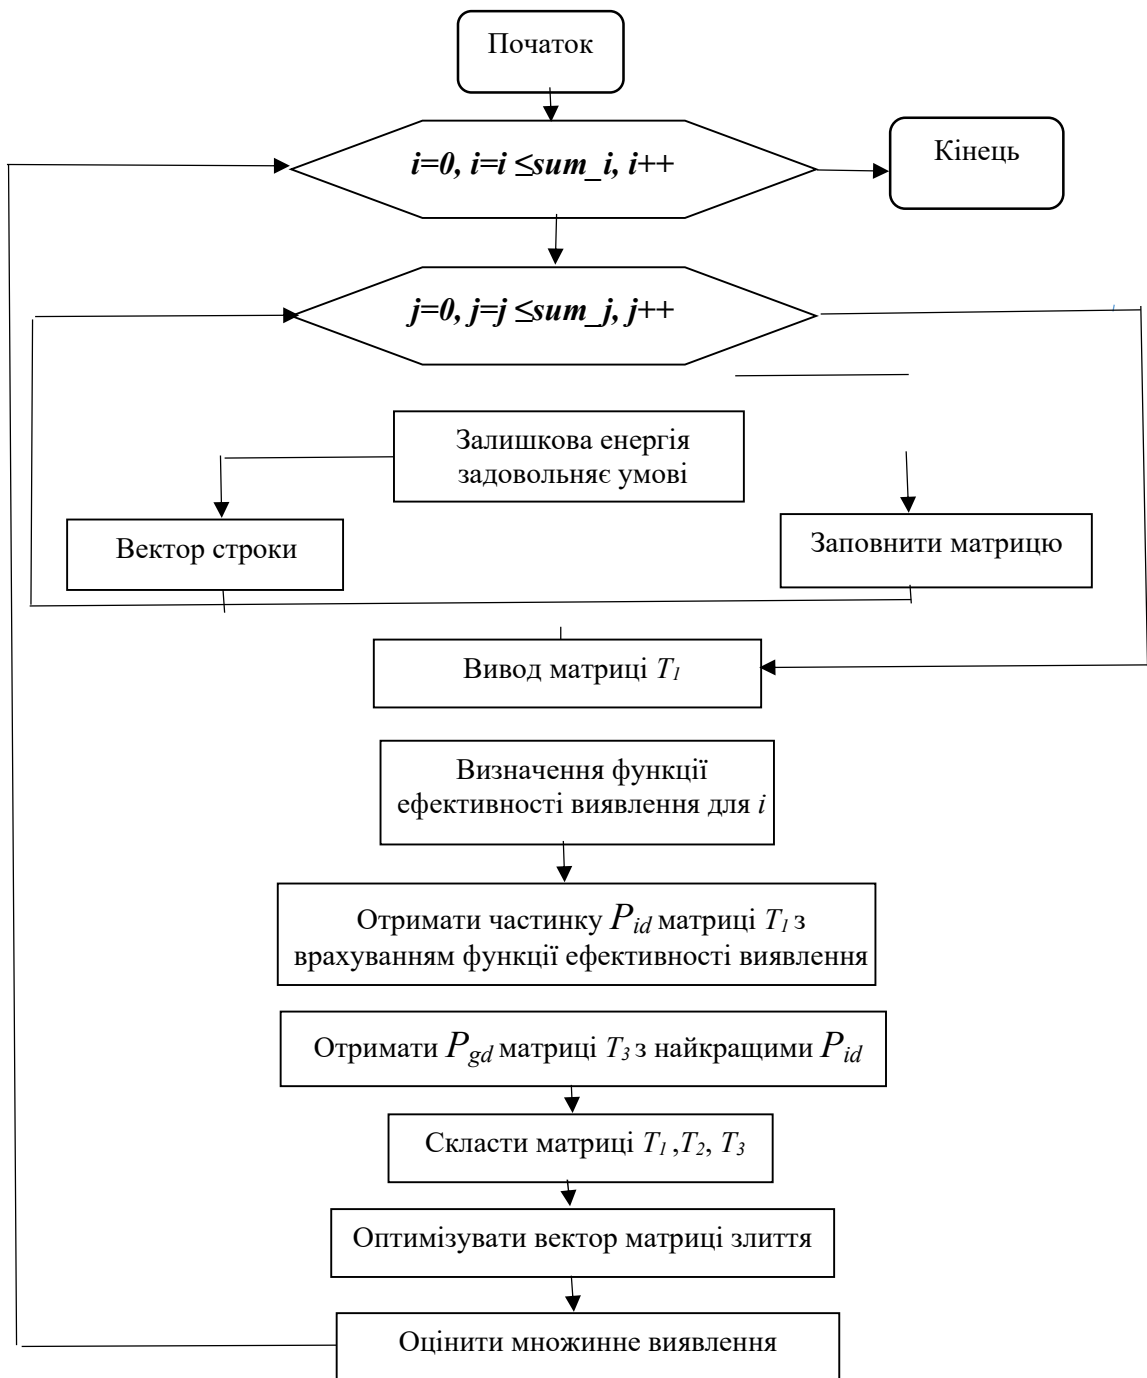 Початок
i=0, i=i ≤sum_i, i++
Кінець
j=0, j=j ≤sum_j, j++
Залишкова енергія
задовольняє умові
Вектор строки
Заповнити матрицю
Вивод матриці T1
Визначення функції
ефективності виявлення для i
Отримати частинку Pid матриці T1 з
врахуванням функції ефективності виявлення
Отримати Pgd матриці T3 з найкращими Pid
Скласти матриці T1 ,T2, T3
Оптимізувати вектор матриці злиття
Оцінити множинне виявлення